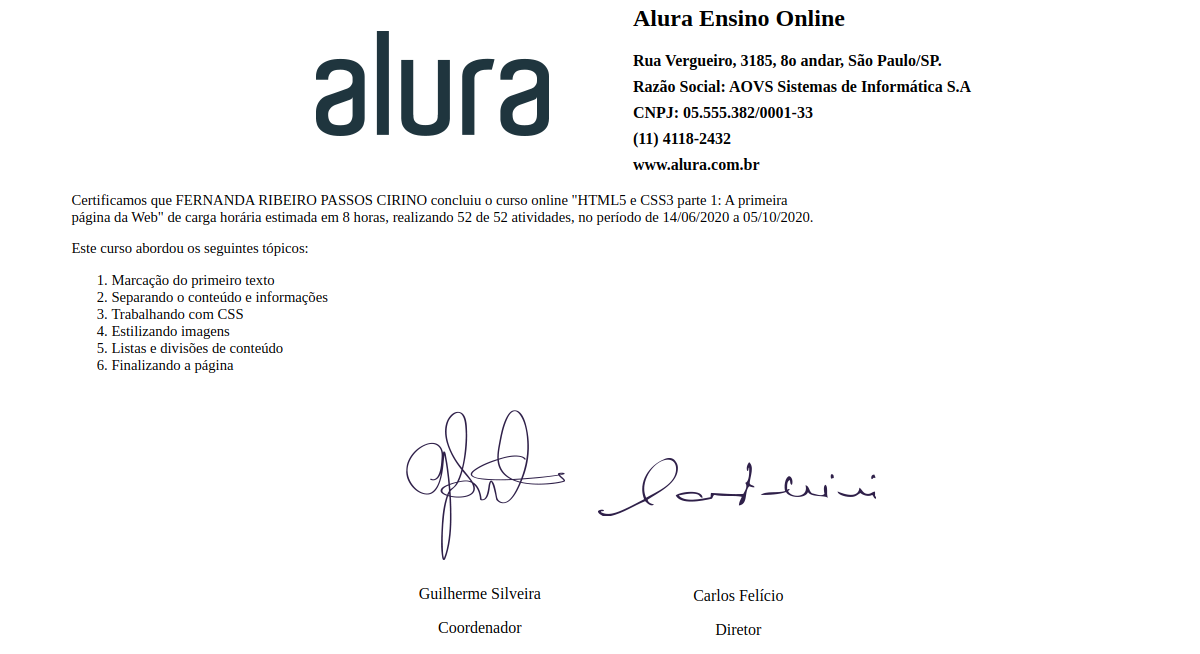 alura
Alura Ensino Online
Rua Vergueiro, 3185, 8o andar, São Paulo/SP.
Razão Social: AOVS Sistemas de Informática S.A
CNPJ: 05.555.382/0001-33
(11) 4118-2432
www.alura.com.br
Certificamos que FERNANDA RIBEIRO PASSOS CIRINO concluiu o curso online "HTML5 e CSS3 parte 1: A primeira
página da Web" de carga horária estimada em 8 horas, realizando 52 de 52 atividades, no período de 14/06/2020 a 05/10/2020.
Este curso abordou os seguintes tópicos:
1. Marcação do primeiro texto
2. Separando o conteúdo e informações
3. Trabalhando com CSS
4. Estilizando imagens
5. Listas e divisões de conteúdo
6. Finalizando a página
Guilherme Silveira
Coordenador
Carlos Felício
Diretor